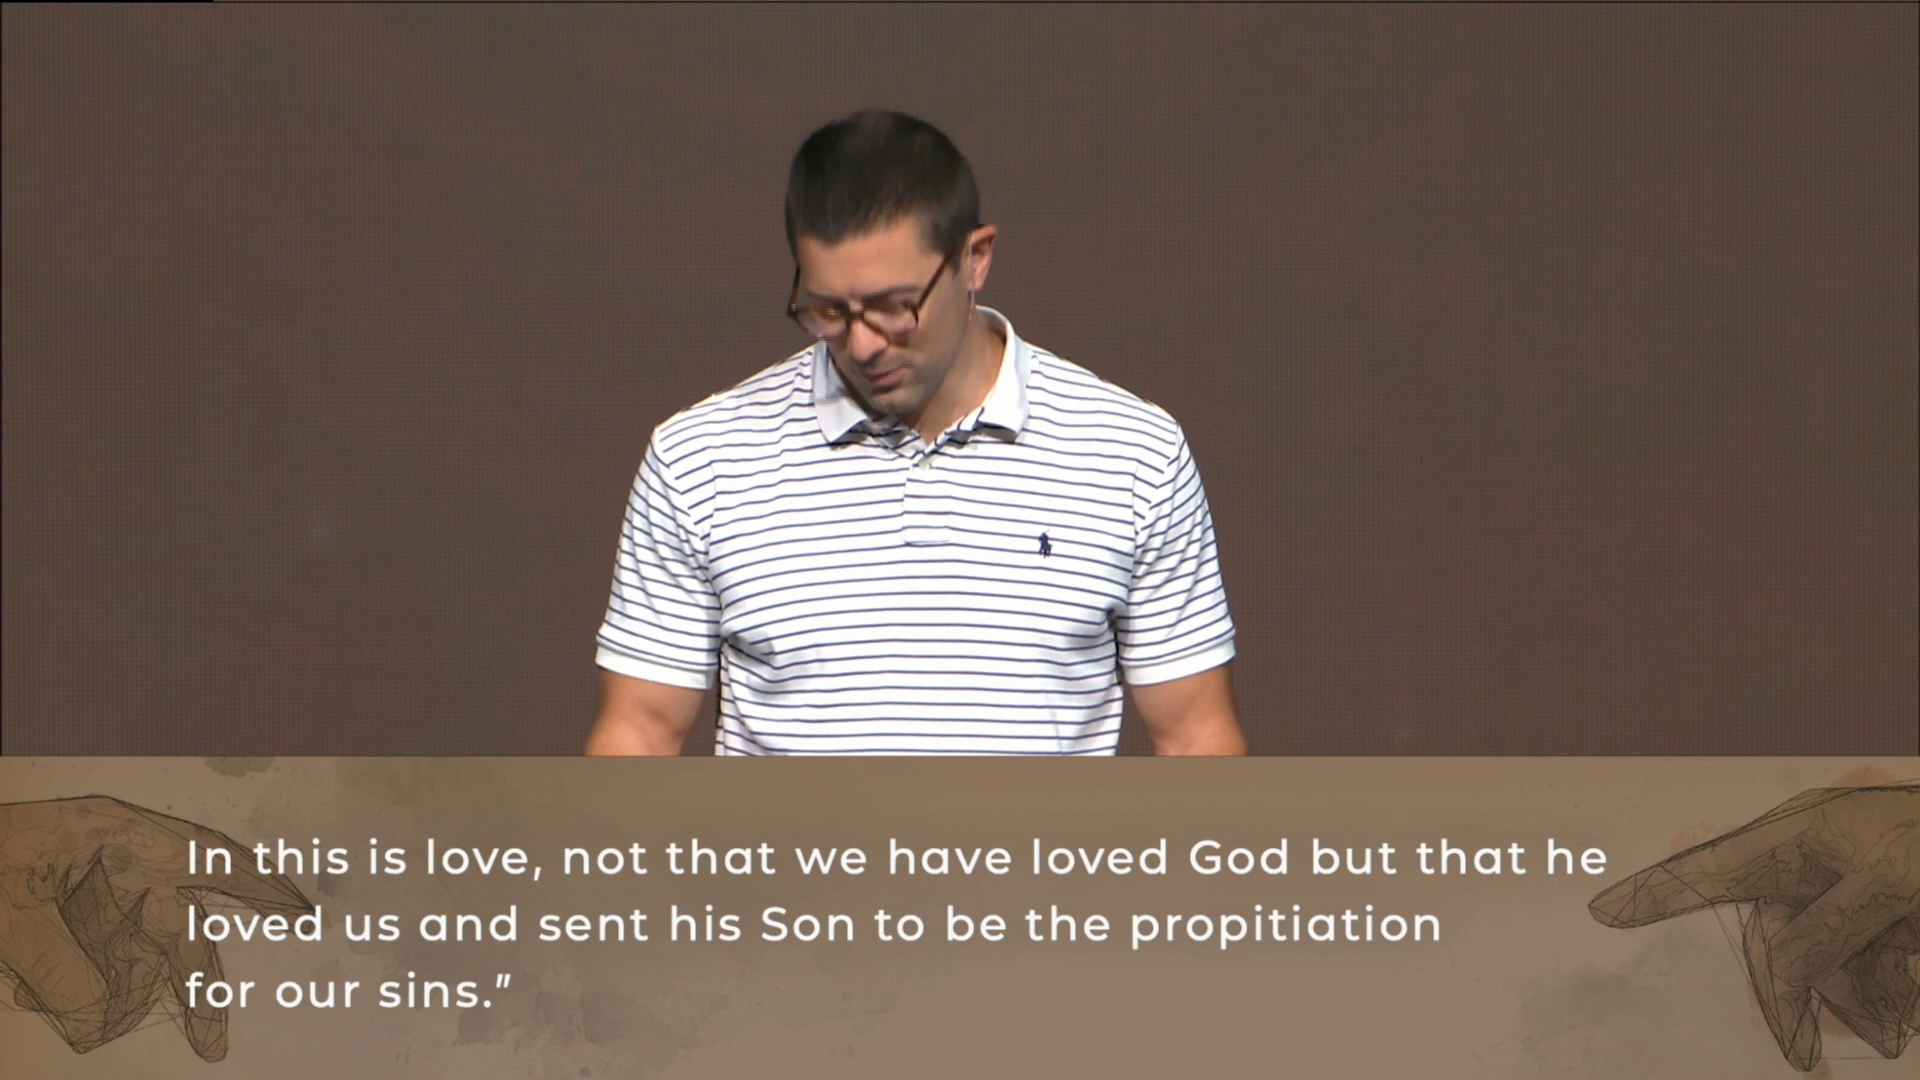 In this is love, not that we have loved God but that he
loved us and sent his Son to be the propitiation
for our sins.”